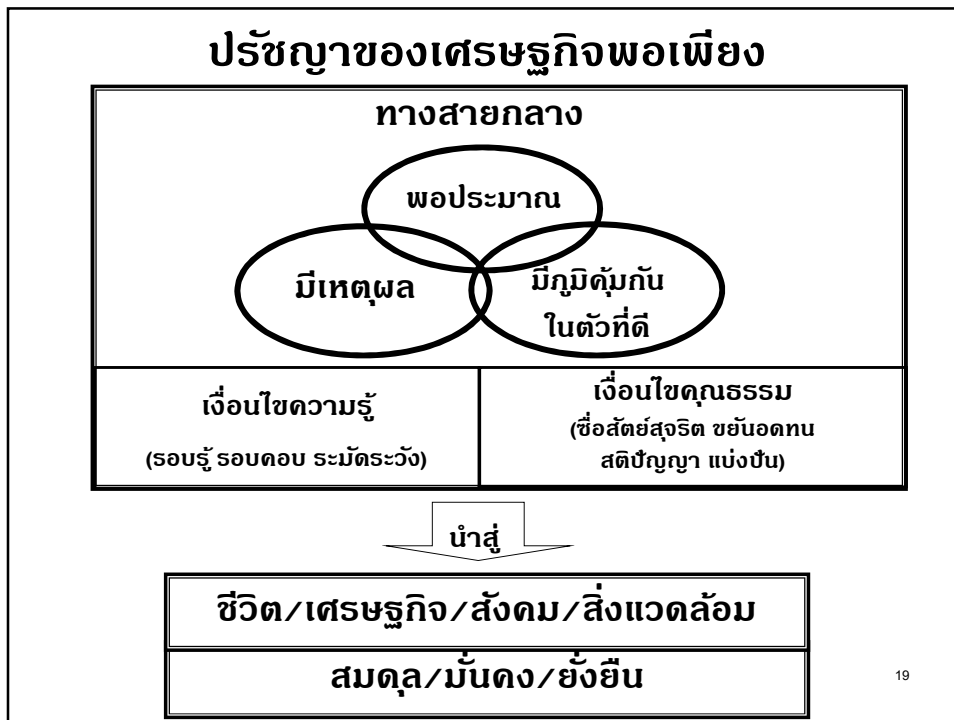 ปรัชญาของเศรษฐกิจพอเพียง
ทางสายกลาง
พอประมาณ
มีเหตุผล
มีภูมิคุ้มกัน
ในตัวที่ดี
เงื่อนไขความรู้
(รอบรู้ รอบคอบ ระมัดระวัง)
เงื่อนไขคุณธรรม
(ซื่อสัตย์สุจริต ขยันอดทน
สติปัญญา แบ่งปัน)
นำสู่
ชีวิต/เศรษฐกิจ/สังคม/สิ่งแวดล้อม
สมดุล/มั่นคง/ยั่งยืน
19